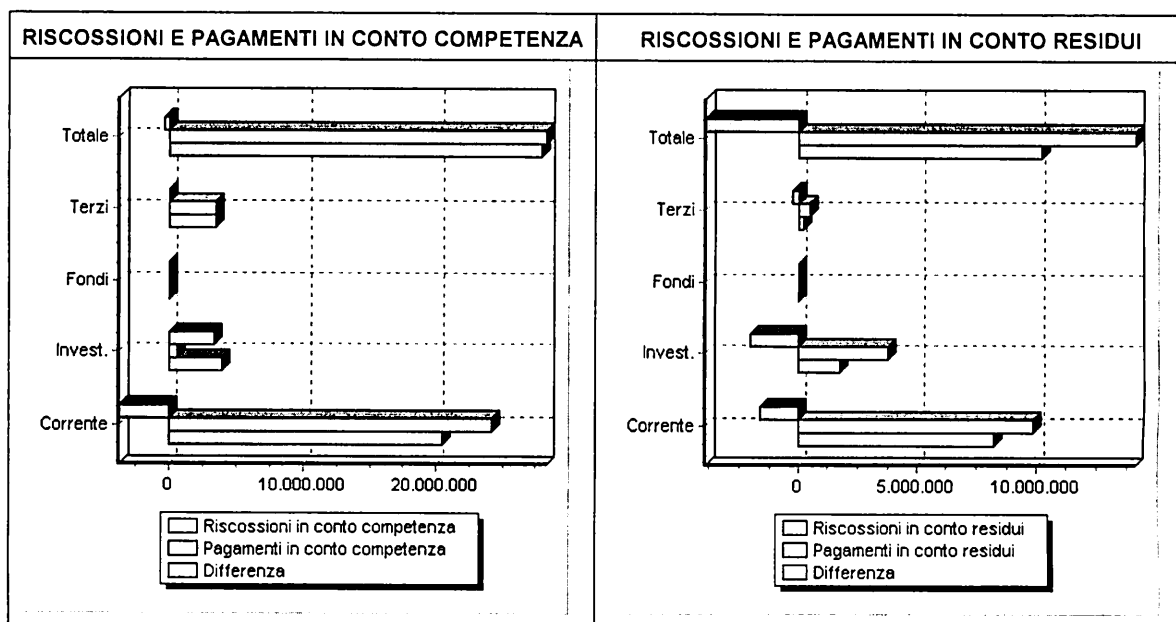 RISCOSSIONI E PAGAMENTI IN CONTO COMPETENZA
Totale
Terzi
Fondi
Invest.
Corrente
0 10.000.000 20.000.000
Riscossioni in conto competenza
Pagamenti in conto competenza
Differenza
RISCOSSIONI E PAGAMENTI IN CONTO RESIDUI
Totale
Terzi
Fondi
Invest.
Corrente
0 5.000.000 10.000.000
Riscossioni in conto residui
Pagamenti in conto residui
Differenza